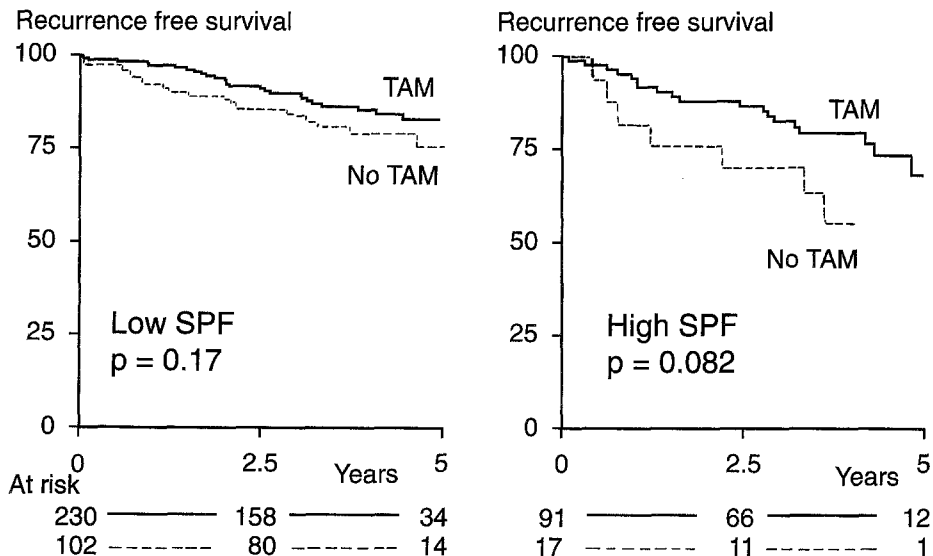 Recurrence free survival
100
75
50
25
0
TAM
No TAM
Low SPF
p = 0.17
0 2.5 Years 5
At risk
230 158 34
102 80 14
Recurrence free survival
100
75
50
25
0
TAM
No TAM
High SPF
p = 0.082
0 2.5 Years 5
91 66 12
17 11 1